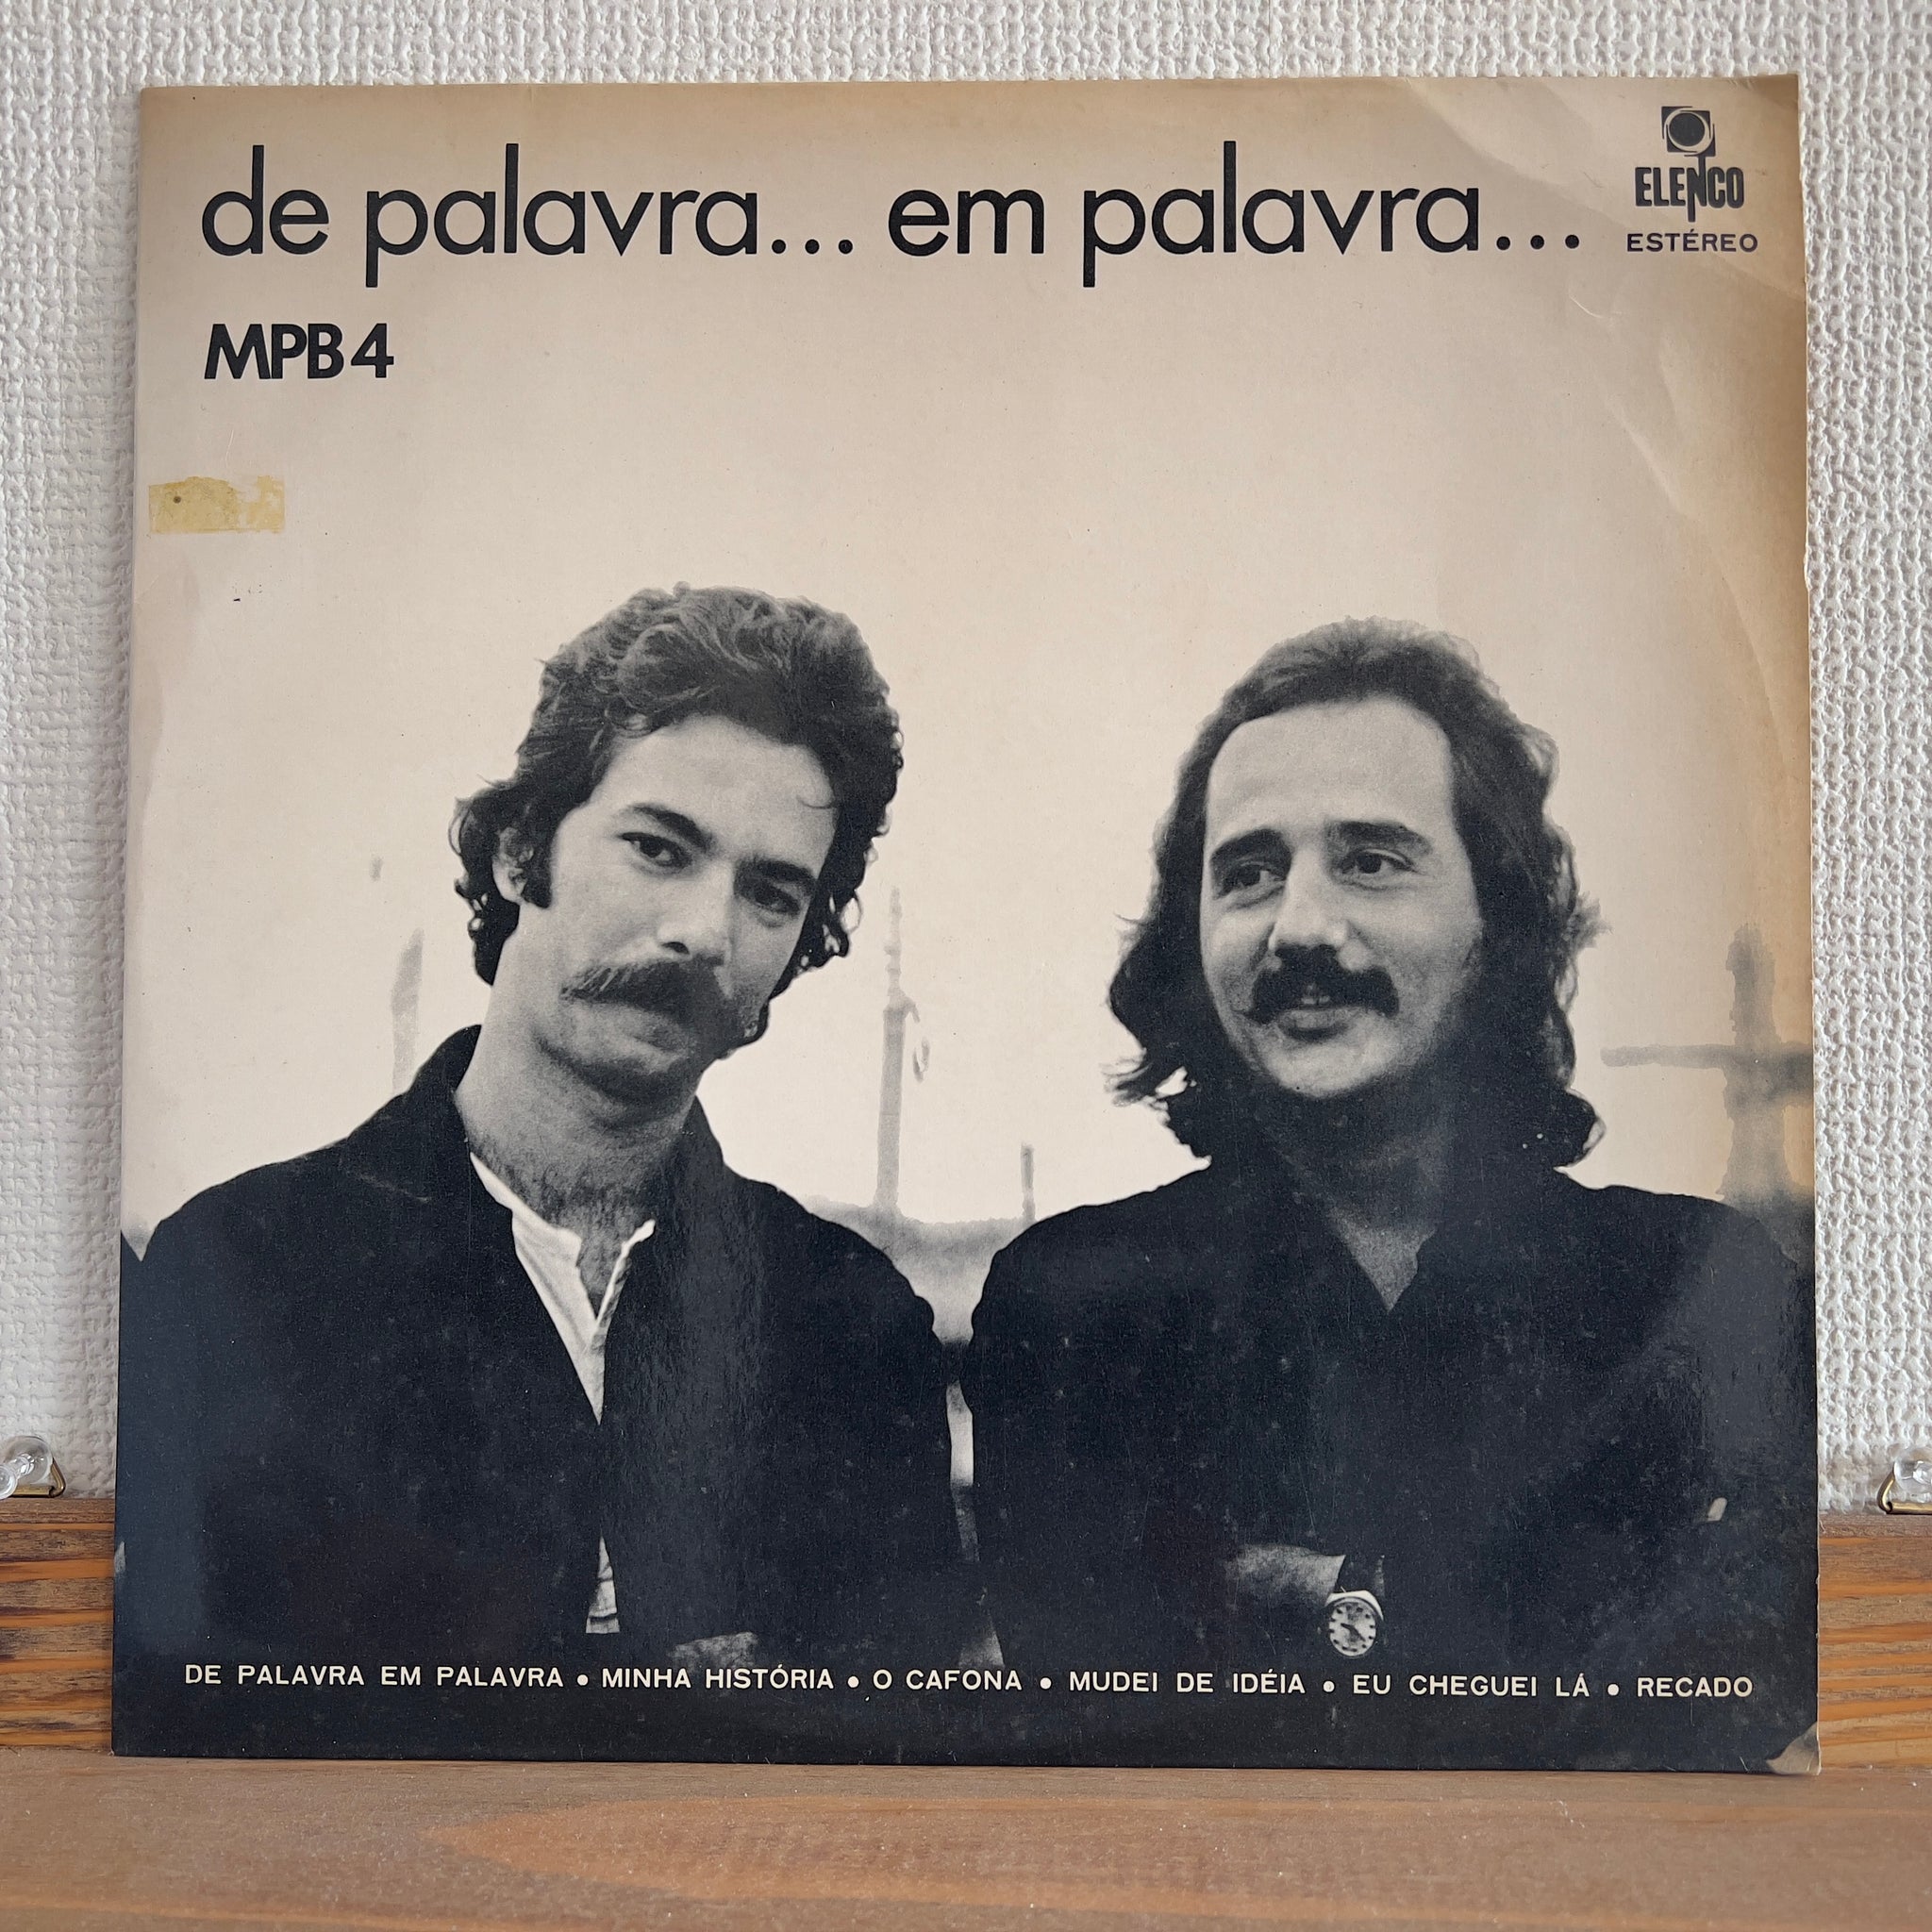 de palavra... em palavra...
ELENCO
ESTÉREO
MPB4
DE PALAVRA EM PALAVRA • MINHA HISTÓRIA • O CAFONA • MUDEI DE IDÉIA • EU CHEGUEI LÁ • RECADO